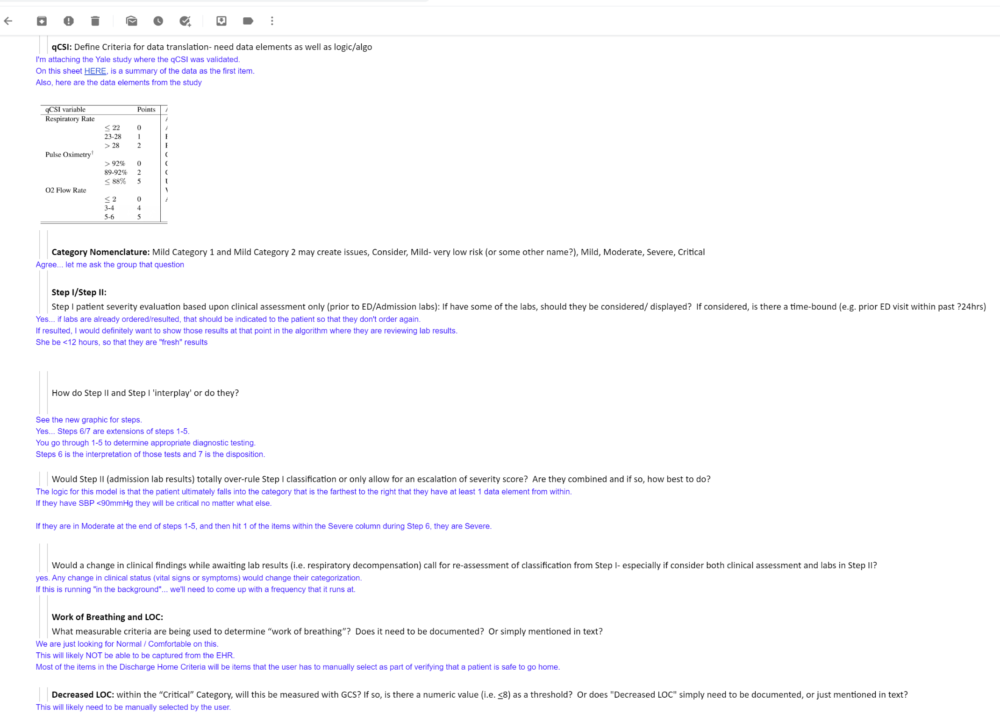 qCSI: Define Criteria for data translation- need data elements as well as logic/algo
I'm attaching the Yale study where the qCSI was validated.
On this sheet HERE, is a summary of the data as the first item.
Also, here are the data elements from the study
qCSI variable Points
Respiratory Rate
≤ 22 0
23-28 1
> 28 2
Pulse Oximetry†
> 92% 0
89-92% 2
≤ 88% 5
O2 Flow Rate
≤ 2 0
3-4 4
5-6 5
Category Nomenclature: Mild Category 1 and Mild Category 2 may create issues, Consider, Mild- very low risk (or some other name?), Mild, Moderate, Severe, Critical
Agree... let me ask the group that question
Step I/Step II:
Step I patient severity evaluation based upon clinical assessment only (prior to ED/Admission labs): If have some of the labs, should they be considered/ displayed? If considered, is there a time-bound (e.g. prior ED visit within past ?24hrs)
Yes... if labs are already ordered/resulted, that should be indicated to the patient so that they don't order again.
If resulted, I would definitely want to show those results at that point in the algorithm where they are reviewing lab results.
She be <12 hours, so that they are "fresh" results
How do Step II and Step I 'interplay' or do they?
See the new graphic for steps.
Yes... Steps 6/7 are extensions of steps 1-5.
You go through 1-5 to determine appropriate diagnostic testing.
Steps 6 is the interpretation of those tests and 7 is the disposition.
Would Step II (admission lab results) totally over-rule Step I classification or only allow for an escalation of severity score? Are they combined and if so, how best to do?
The logic for this model is that the patient ultimately falls into the category that is the farthest to the right that they have at least 1 data element from within.
If they have SBP <90mmHg they will be critical no matter what else.
If they are in Moderate at the end of steps 1-5, and then hit 1 of the items within the Severe column during Step 6, they are Severe.
Would a change in clinical findings while awaiting lab results (i.e. respiratory decompensation) call for re-assessment of classification from Step I- especially if consider both clinical assessment and labs in Step II?
yes. Any change in clinical status (vital signs or symptoms) would change their categorization.
If this is running "in the background"... we'll need to come up with a frequency that it runs at.
Work of Breathing and LOC:
What measurable criteria are being used to determine “work of breathing”? Does it need to be documented? Or simply mentioned in text?
We are just looking for Normal / Comfortable on this.
This will likely NOT be able to be captured from the EHR.
Most of the items in the Discharge Home Criteria will be items that the user has to manually select as part of verifying that a patient is safe to go home.
Decreased LOC: within the “Critical” Category, will this be measured with GCS? If so, is there a numeric value (i.e. <8) as a threshold? Or does "Decreased LOC" simply need to be documented, or just mentioned in text?
This will likely need to be manually selected by the user.